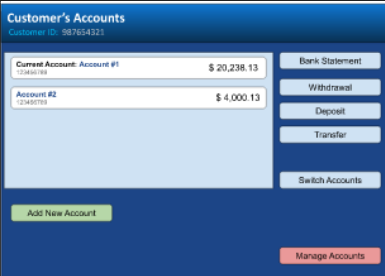 Customer's Accounts
Customer ID: 987654321
Current Account: Account #1
$ 20,238.13
123456789
Account #2
$ 4,000.13
123456789
Bank Statement
Withdrawal
Deposit
Transfer
Switch Accounts
Add New Account
Manage Accounts